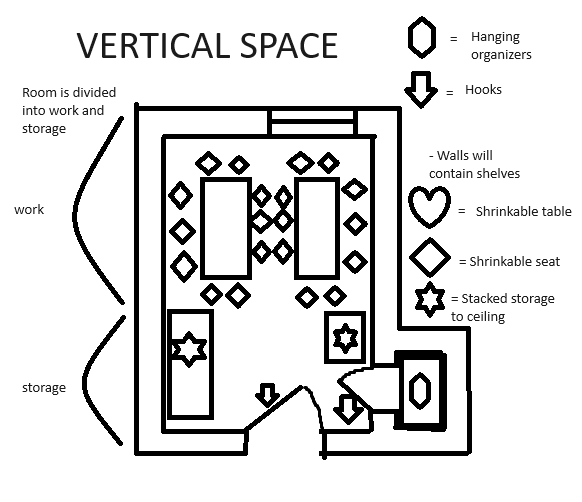 VERTICAL SPACE
= Hanging
organizers
= Hooks
Room is divided
into work and
storage
- Walls will
contain shelves
work
= Shrinkable table
= Shrinkable seat
= Stacked storage
to ceiling
storage